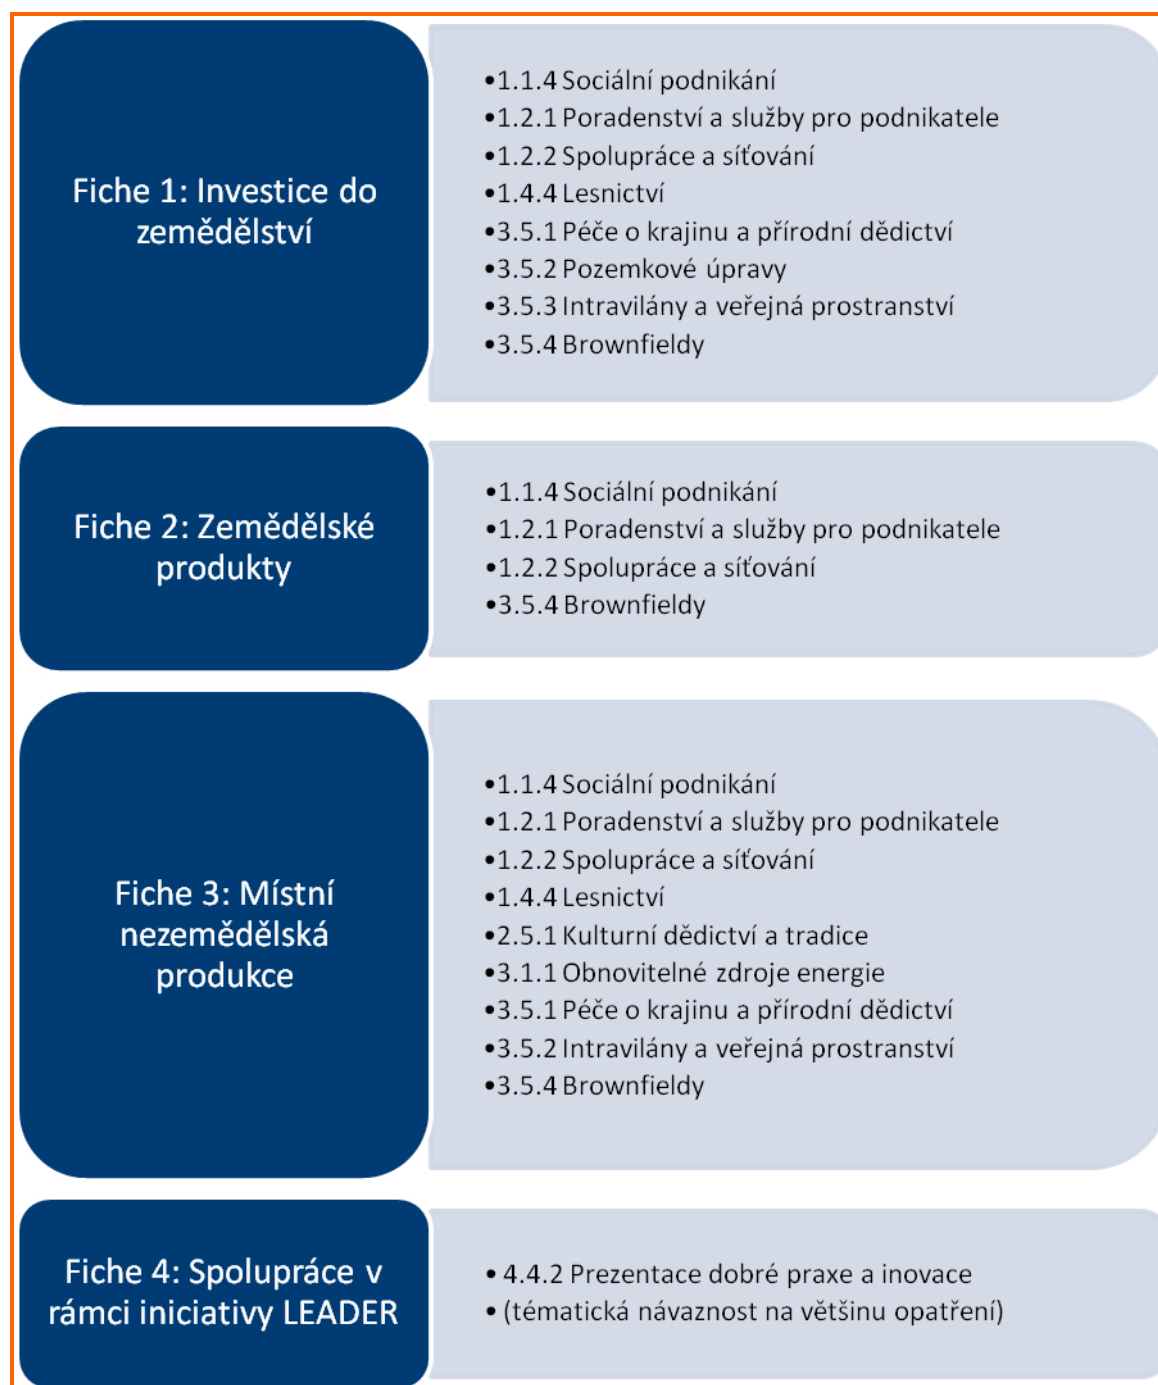 Fiche 1: Investice do
zemědělství
•1.1.4 Sociální podnikání
•1.2.1 Poradenství a služby pro podnikatele
•1.2.2 Spolupráce a síťování
•1.4.4 Lesnictví
•3.5.1 Péče o krajinu a přírodní dědictví
•3.5.2 Pozemkové úpravy
•3.5.3 Intravilány a veřejná prostranství
•3.5.4 Brownfieldy
Fiche 2: Zemědělské
produkty
•1.1.4 Sociální podnikání
•1.2.1 Poradenství a služby pro podnikatele
•1.2.2 Spolupráce a síťování
•3.5.4 Brownfieldy
Fiche 3: Místní
nezemědělská
produkce
•1.1.4 Sociální podnikání
•1.2.1 Poradenství a služby pro podnikatele
•1.2.2 Spolupráce a síťování
•1.4.4 Lesnictví
•2.5.1 Kulturní dědictví a tradice
•3.1.1 Obnovitelné zdroje energie
•3.5.1 Péče o krajinu a přírodní dědictví
•3.5.2 Intravilány a veřejná prostranství
•3.5.4 Brownfieldy
Fiche 4: Spolupráce v
rámci iniciativy LEADER
• 4.4.2 Prezentace dobré praxe a inovace
• (tématická návaznost na většinu opatření)